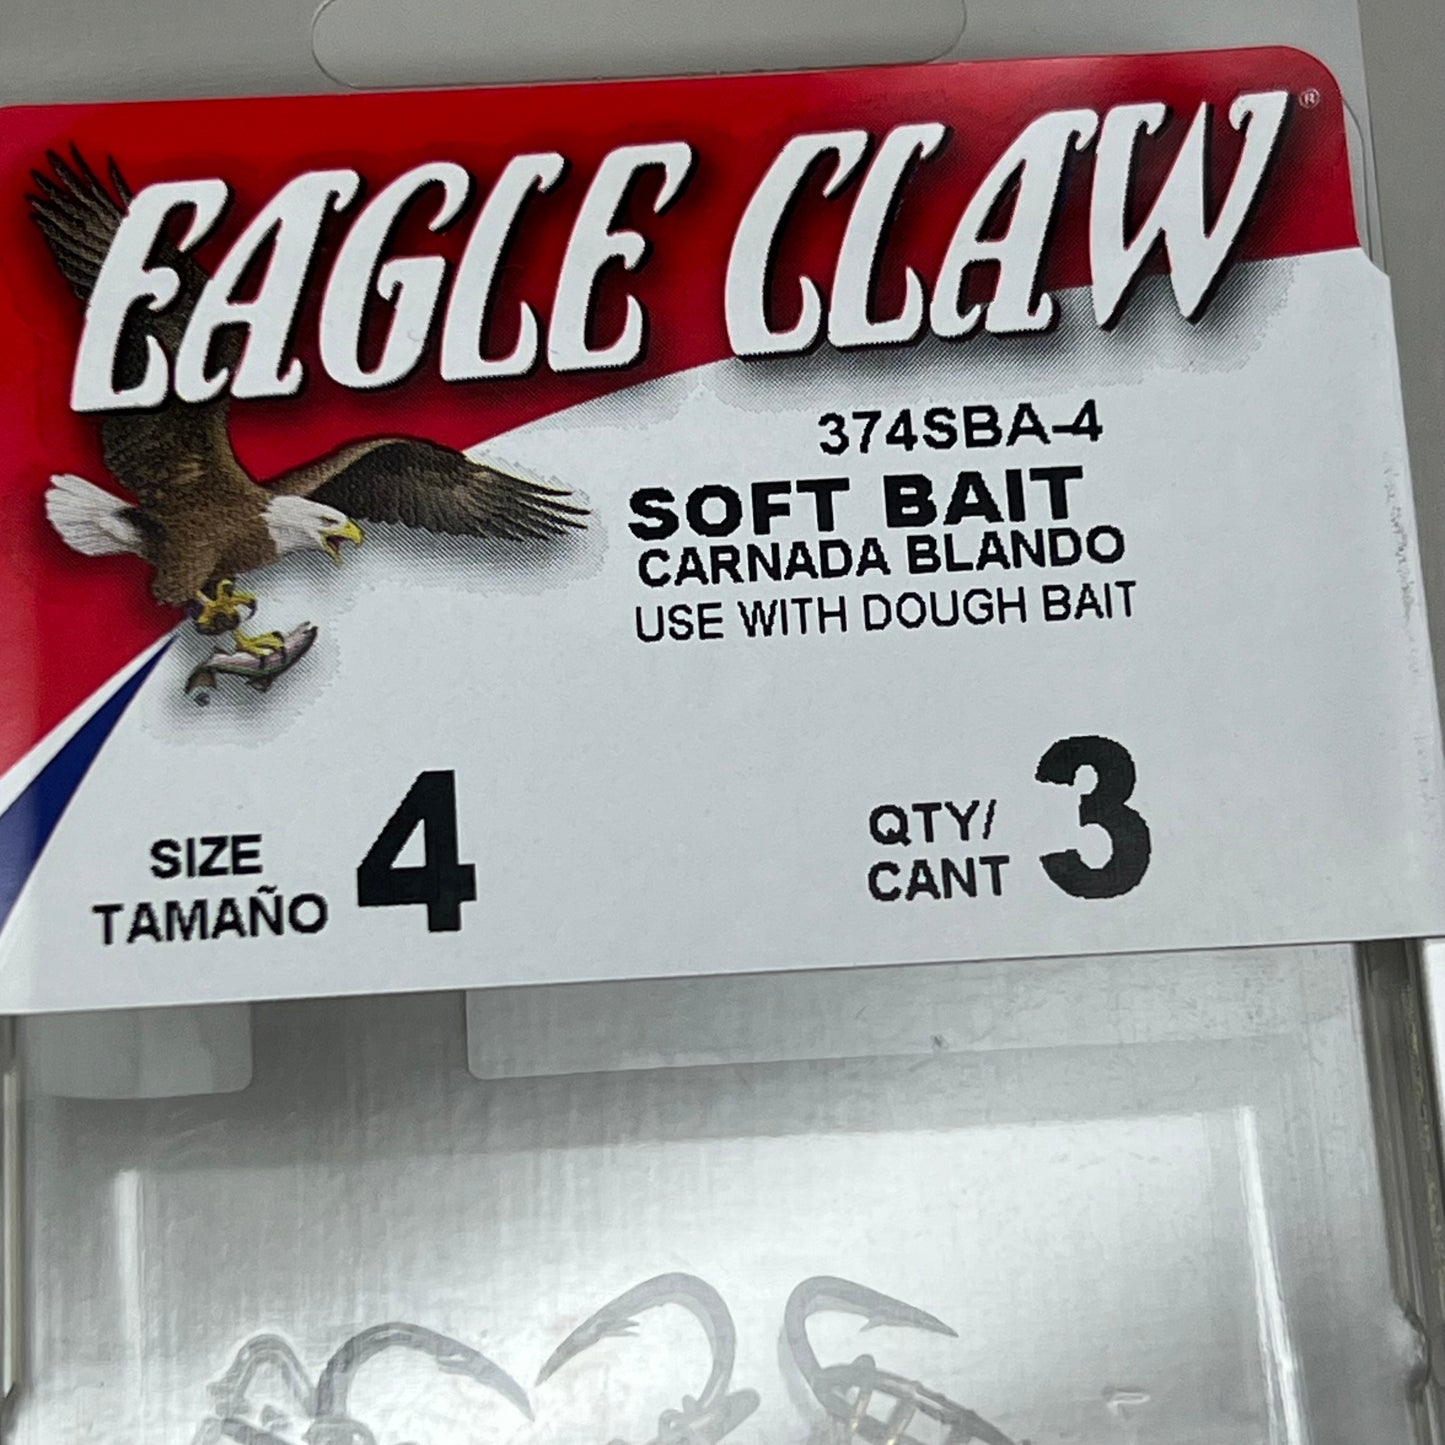 EAGLE CLAW®
374SBA-4
SOFT BAIT
CARNADA BLANDO
USE WITH DOUGH BAIT
SIZE
TAMAÑO
4
QTY/
CANT
3